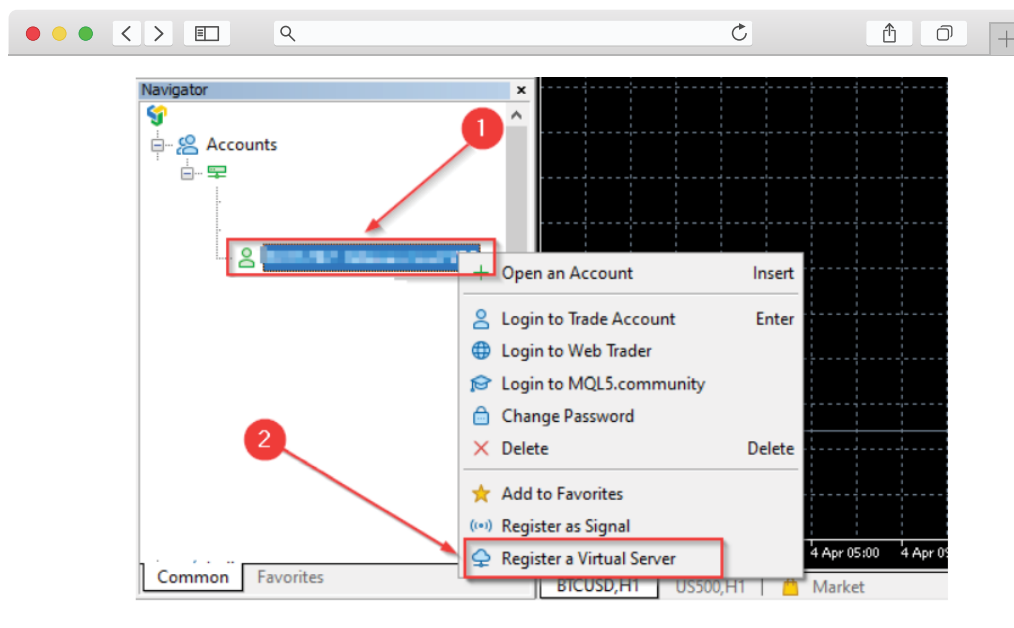 Navigator
1
Accounts
Open an Account Insert
Login to Trade Account Enter
Login to Web Trader
Login to MQL5.community
Change Password
2
Delete Delete
Add to Favorites
Register as Signal
Register a Virtual Server
4 Apr 05:00 4 Apr
Common Favorites
BTCUSD,H1 US500,H1 Market